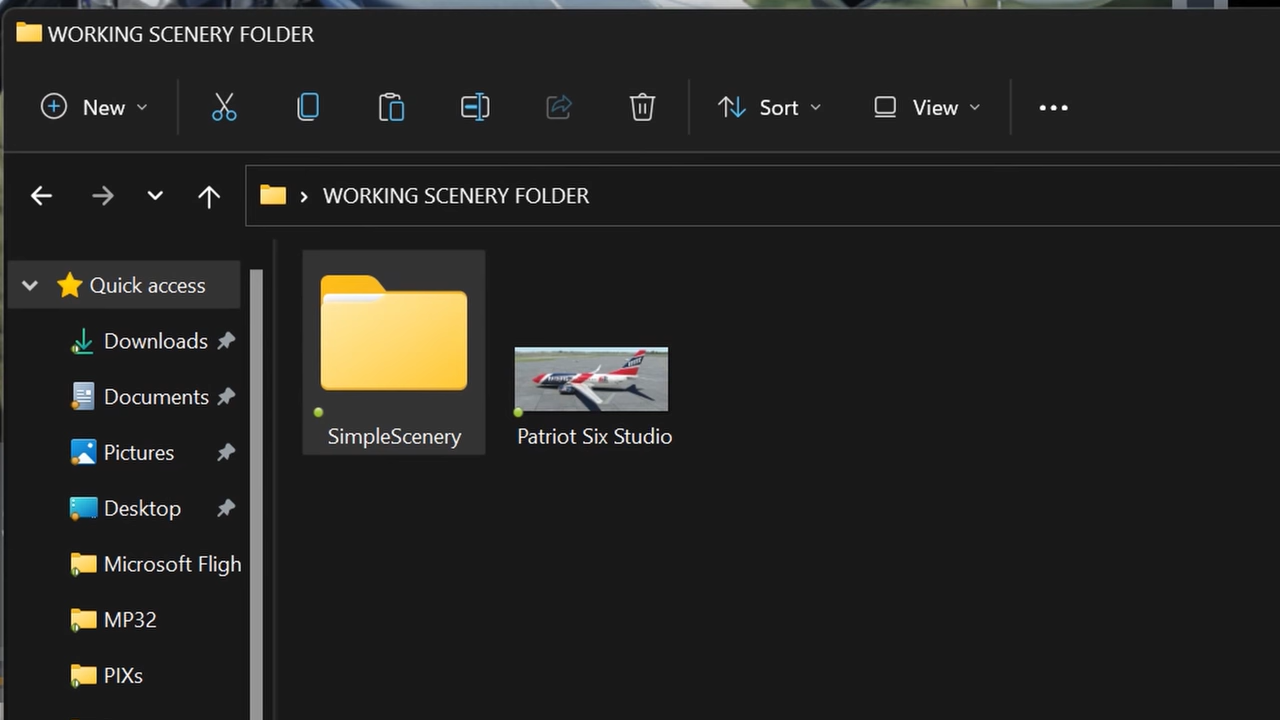 WORKING SCENERY FOLDER
New
Sort
View
WORKING SCENERY FOLDER
Quick access
Downloads
Documents
Pictures
Desktop
Microsoft Fligh
MP32
PIXs
SimpleScenery
Patriot Six Studio